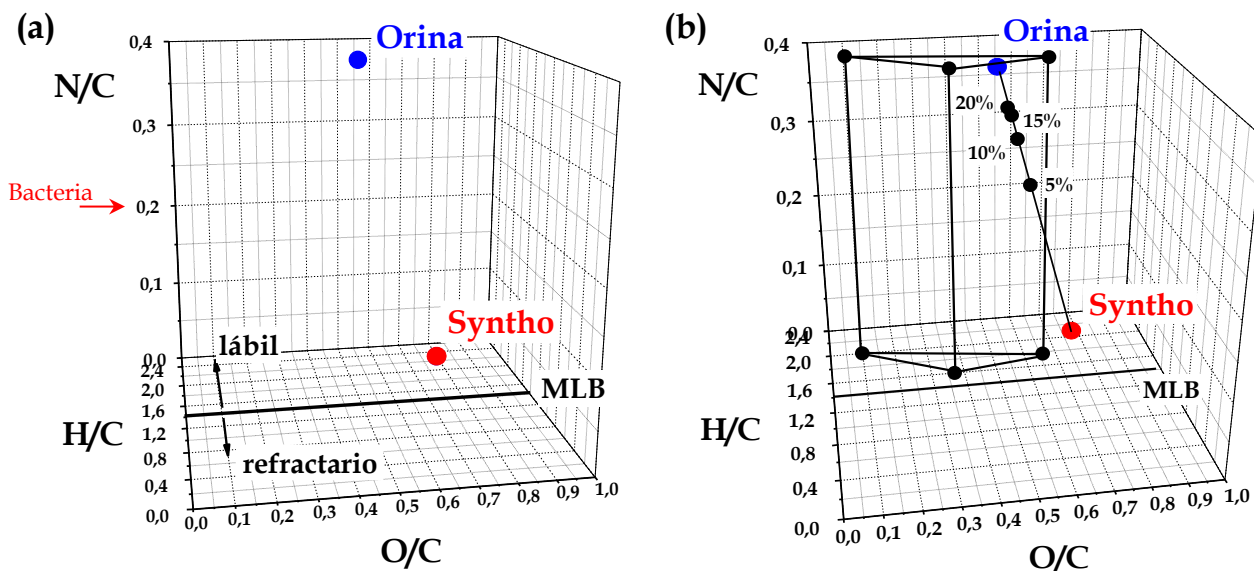 (a)
Orina
N/C
0,4
0,3
Bacteria
0,2
0,1
Syntho
lábil
0,0
2,4
2,0
1,6
1,2
0,8
0,4
0,0
MLB
H/C
refractario
0,0 0,1 0,2 0,3 0,4 0,5 0,6 0,7 0,8 0,9 1,0
O/C
(b)
Orina
N/C
0,4
0,3
20%
15%
10%
5%
0,2
0,1
Syntho
0,0
2,4
2,0
1,6
1,2
0,8
0,4
0,0
MLB
H/C
0,0 0,1 0,2 0,3 0,4 0,5 0,6 0,7 0,8 0,9 1,0
O/C